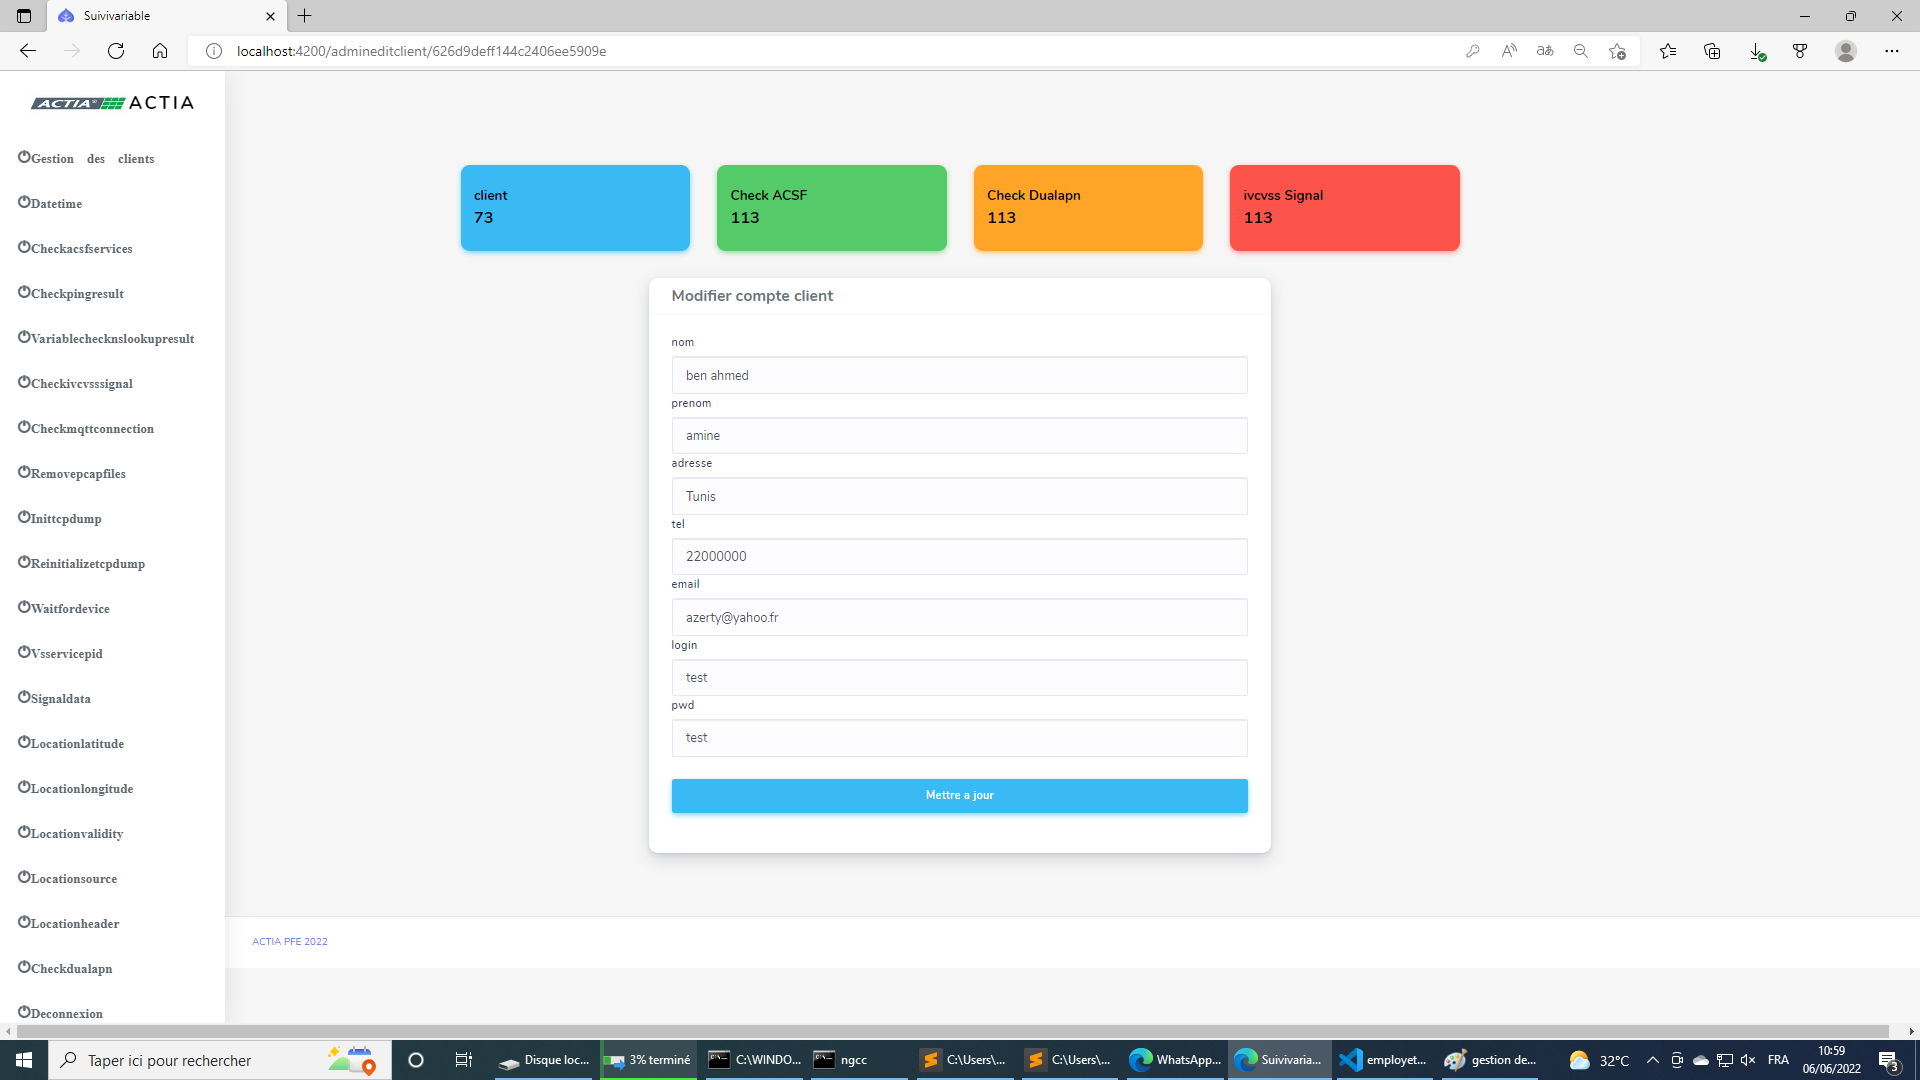 Suivivariable
localhost:4200/admineditclient/626d9deff144c2406ee5909e
ACTIA ACTIA
Gestion des clients
Datetime
Checkacsfservices
Checkpingresult
Variablechecknslookupresult
Checkivcvsssignal
Checkmqttconnection
Removepcapfiles
Inittcpdump
Reinitializetcpdump
Waitfordevice
Vsservicepid
Signaldata
Locationlatitude
Locationlongitude
Locationvalidity
Locationsource
Locationheader
Checkdualapn
Deconnexion
client
73
Check ACSF
113
Check Dualapn
113
ivcvss Signal
113
Modifier compte client
nom
ben ahmed
prenom
amine
adresse
Tunis
tel
22000000
email
azerty@yahoo.fr
login
test
pwd
test
Mettre a jour
ACTIA PFE 2022
Taper ici pour rechercher
Disque loc...
3% terminé
C:\WINDO...
ngcc
C:\Users\...
C:\Users\...
WhatsApp...
Suivivaria...
employet...
gestion de...
32°C
FRA
10:59
06/06/2022
3